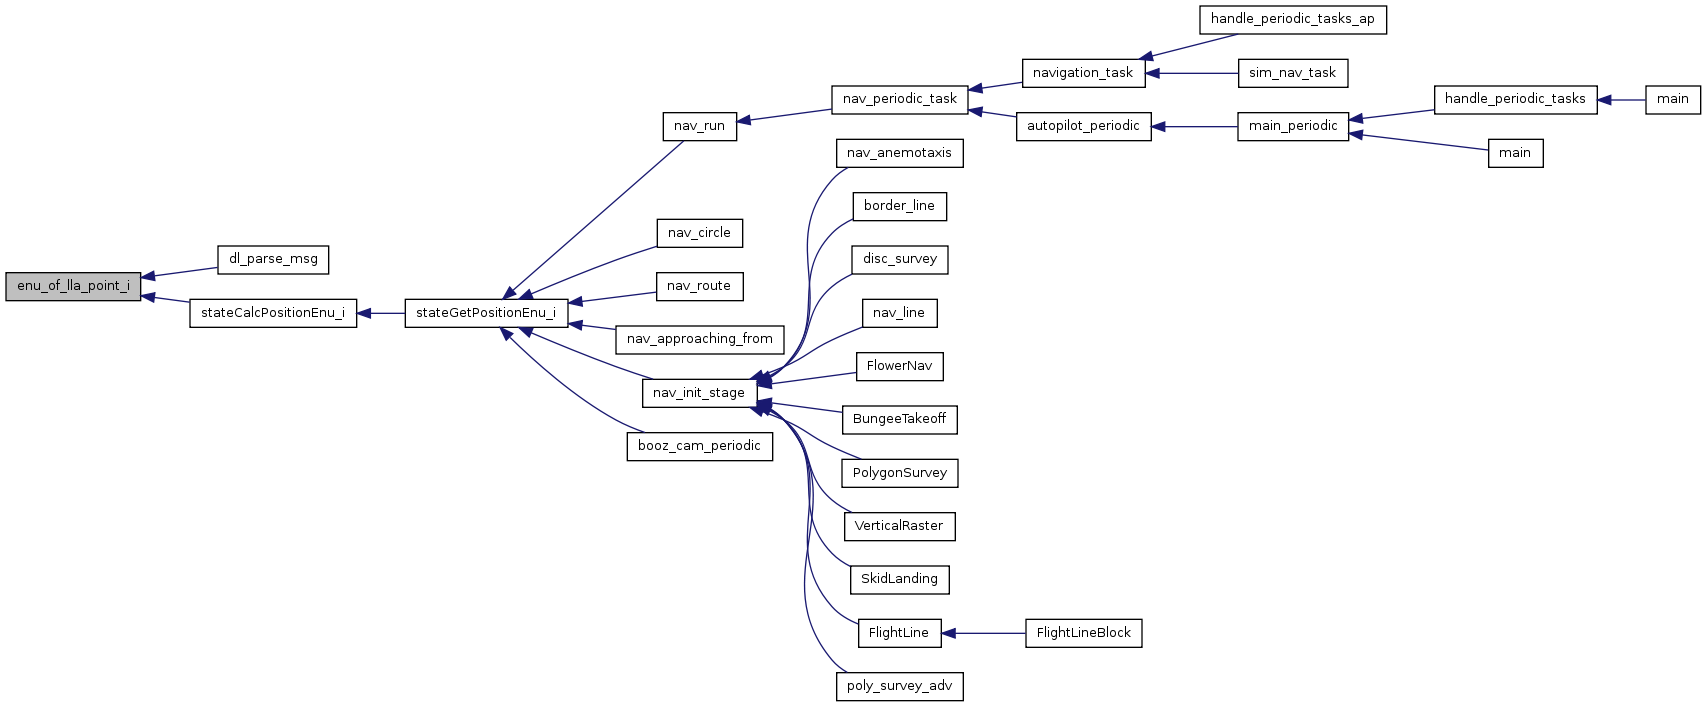 handle_periodic_tasks_ap
navigation_task
sim_nav_task
nav_periodic_task
handle_periodic_tasks
main
nav_run
autopilot_periodic
main_periodic
main
nav_anemotaxis
border_line
nav_circle
disc_survey
dl_parse_msg
enu_of_lla_point_i
nav_route
stateCalcPositionEnu_i
stateGetPositionEnu_i
nav_line
nav_approaching_from
FlowerNav
nav_init_stage
BungeeTakeoff
booz_cam_periodic
PolygonSurvey
VerticalRaster
SkidLanding
FlightLine
FlightLineBlock
poly_survey_adv